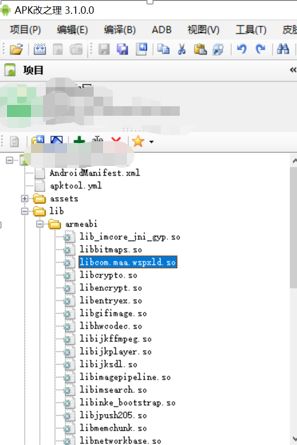 APK改之理 3.1.0.0
项目(P) 编辑(E) 编译(B) ADB 视图(V) 工具(T) 皮肤
项目
AndroidManifest.xml
apktool.yml
assets
lib
armeabi
lib_imcore_jni_gyp.so
libbitmaps.so
libcom.maa.wspxld.so
libcrypto.so
libencrypt.so
libentryex.so
libgifimage.so
libhwcodec.so
libijkffmpeg.so
libijkplayer.so
libijksdl.so
libimagepipeline.so
libimsearch.so
libinke_bootstrap.so
libjpush205.so
libmemchunk.so
libnetworkbase.so